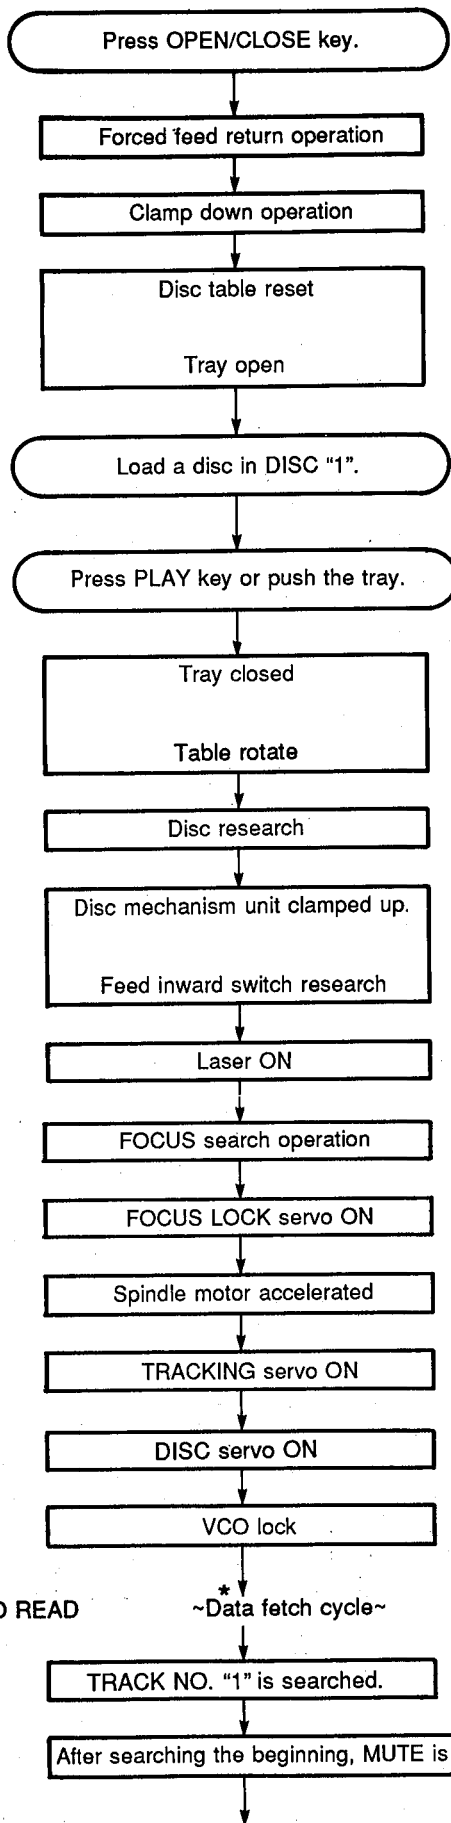 Press OPEN/CLOSE key.
Forced feed return operation
Clamp down operation
Disc table reset
Tray open
Load a disc in DISC “1”.
Press PLAY key or push the tray.
Tray closed
Table rotate
Disc research
Disc mechanism unit clamped up.
Feed inward switch research
Laser ON
FOCUS search operation
FOCUS LOCK servo ON
Spindle motor accelerated
TRACKING servo ON
DISC servo ON
VCO lock
READ *
~Data fetch cycle~
TRACK NO. “1” is searched.
After searching the beginning, MUTE is